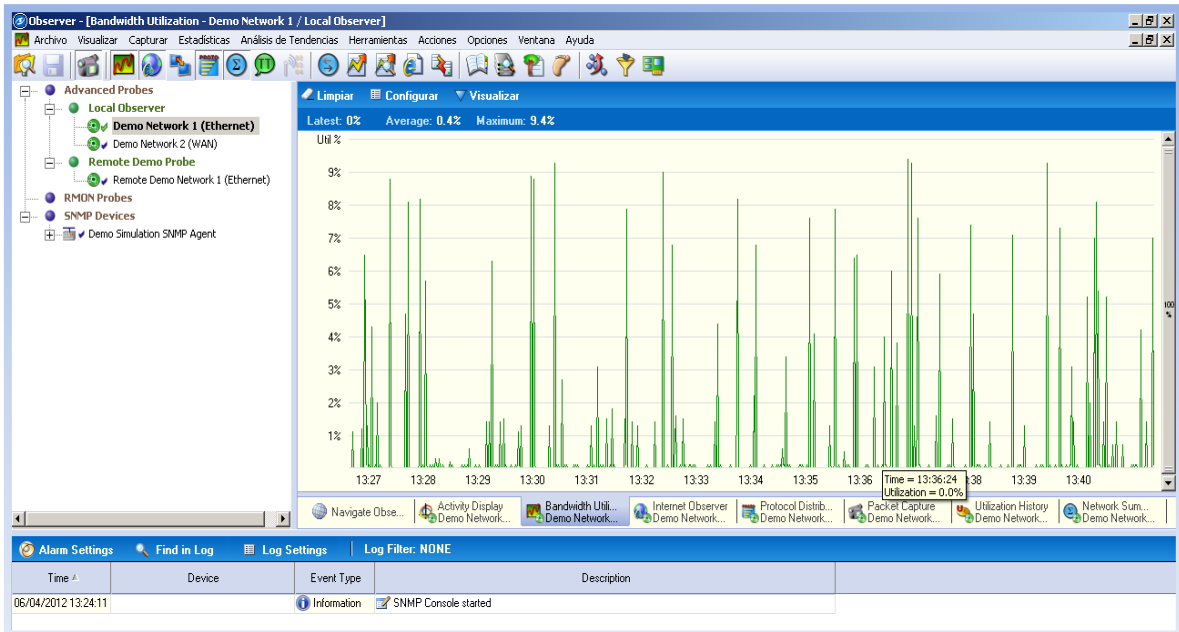 Observer - [Bandwidth Utilization - Demo Network 1 / Local Observer]
Archivo Visualizar Capturar Estadísticas Análisis de Tendencias Herramientas Acciones Opciones Ventana Ayuda
PROTO
Advanced Probes
Local Observer
Demo Network 1 (Ethernet)
Demo Network 2 (WAN)
Remote Demo Probe
Remote Demo Network 1 (Ethernet)
RMON Probes
SNMP Devices
Demo Simulation SNMP Agent
Limpiar Configurar Visualizar
Latest: 0% Average: 0.4% Maximum: 9.4%
Util %
9%
8%
7%
6%
5%
4%
3%
2%
1%
100
%
13:27 13:28 13:29 13:30 13:31 13:32 13:33 13:34 13:35 13:36 :38 13:39 13:40
Time = 13:36:24
Utilization = 0.0%
Navigate Obse...
Activity Display
Demo Network...
Bandwidth Utili...
Demo Network...
Internet Observer
Demo Network...
Protocol Distrib...
Demo Network...
Packet Capture
Demo Network...
Utilization History
Demo Network...
Network Sum...
Demo Network...
Alarm Settings Find in Log Log Settings Log Filter: NONE
Time Device Event Type Description
06/04/2012 13:24:11 Information SNMP Console started